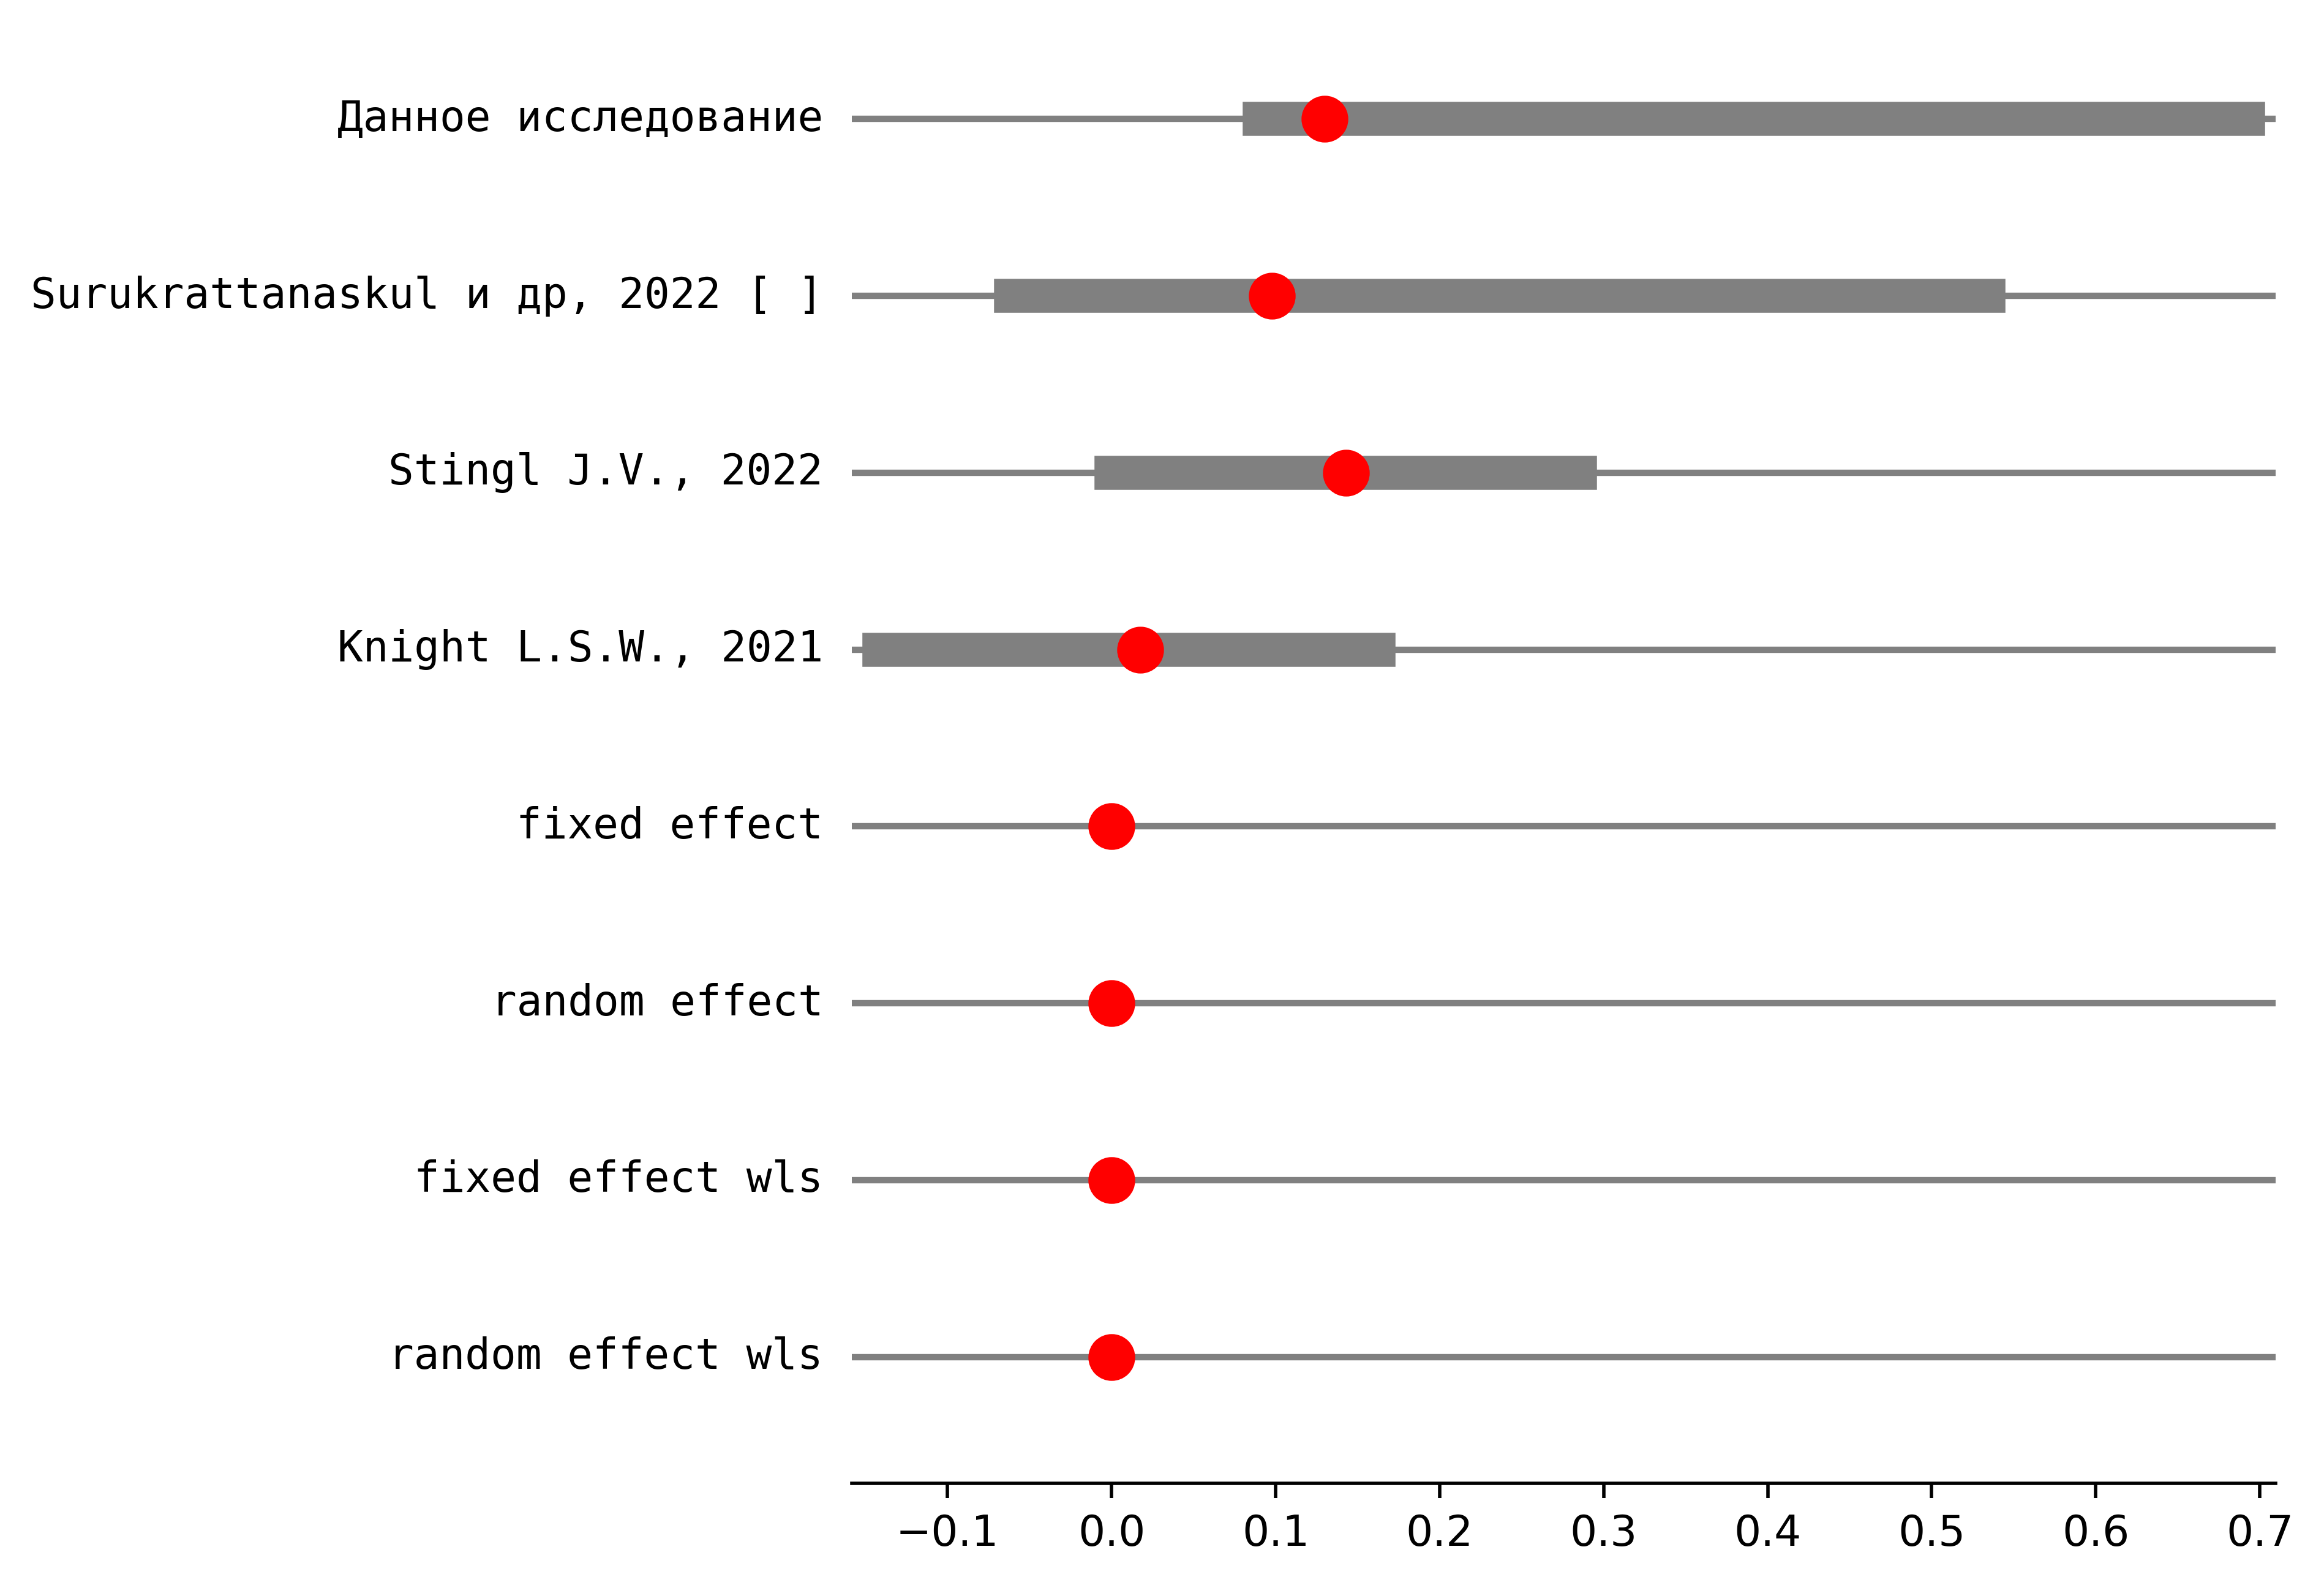 Данное исследование
Surukrattanaskul и др, 2022 [ ]
Stingl J.V., 2022
Knight L.S.W., 2021
fixed effect
random effect
fixed effect wls
random effect wls
−0.1 0.0 0.1 0.2 0.3 0.4 0.5 0.6 0.7